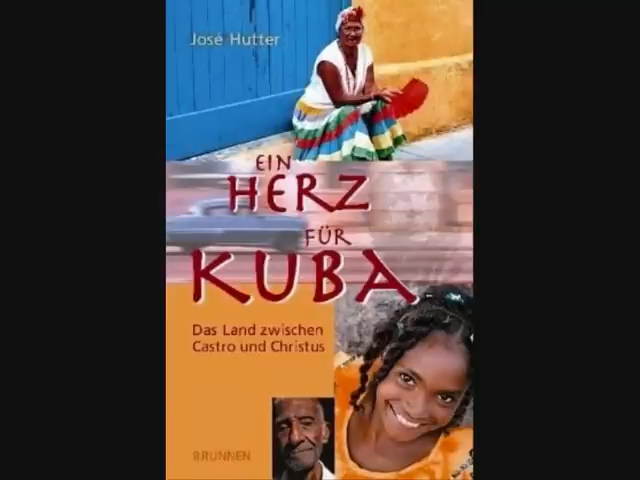 José Hutter
EIN
HERZ
FÜR
KUBA
Das Land zwischen
Castro und Christus
BRUNNEN